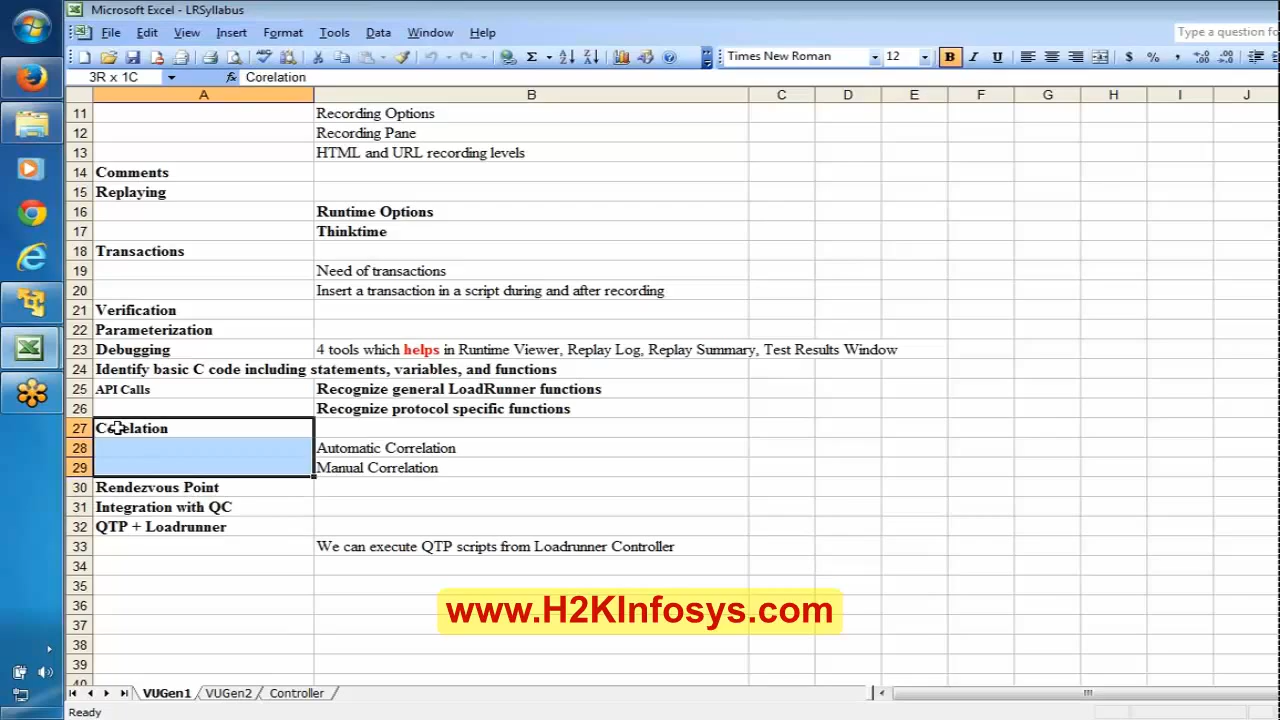 Microsoft Excel - LRSyllabus
File Edit View Insert Format Tools Data Window Help
Type a question fo
Times New Roman 12 B I U $ %
3R x 1C fx Corelation
A B C D E F G H I J
11 Recording Options
12 Recording Pane
13 HTML and URL recording levels
14 Comments
15 Replaying
16 Runtime Options
17 Thinktime
18 Transactions
19 Need of transactions
20 Insert a transaction in a script during and after recording
21 Verification
22 Parameterization
23 Debugging 4 tools which helps in Runtime Viewer, Replay Log, Replay Summary, Test Results Window
24 Identify basic C code including statements, variables, and functions
25 API Calls Recognize general LoadRunner functions
26 Recognize protocol specific functions
27 Corelation
28 Automatic Correlation
29 Manual Correlation
30 Rendezvous Point
31 Integration with QC
32 QTP + Loadrunner
33 We can execute QTP scripts from Loadrunner Controller
34
35
36
37
38
39
40
www.H2KInfosys.com
VUGen1 VUGen2 Controller
Ready